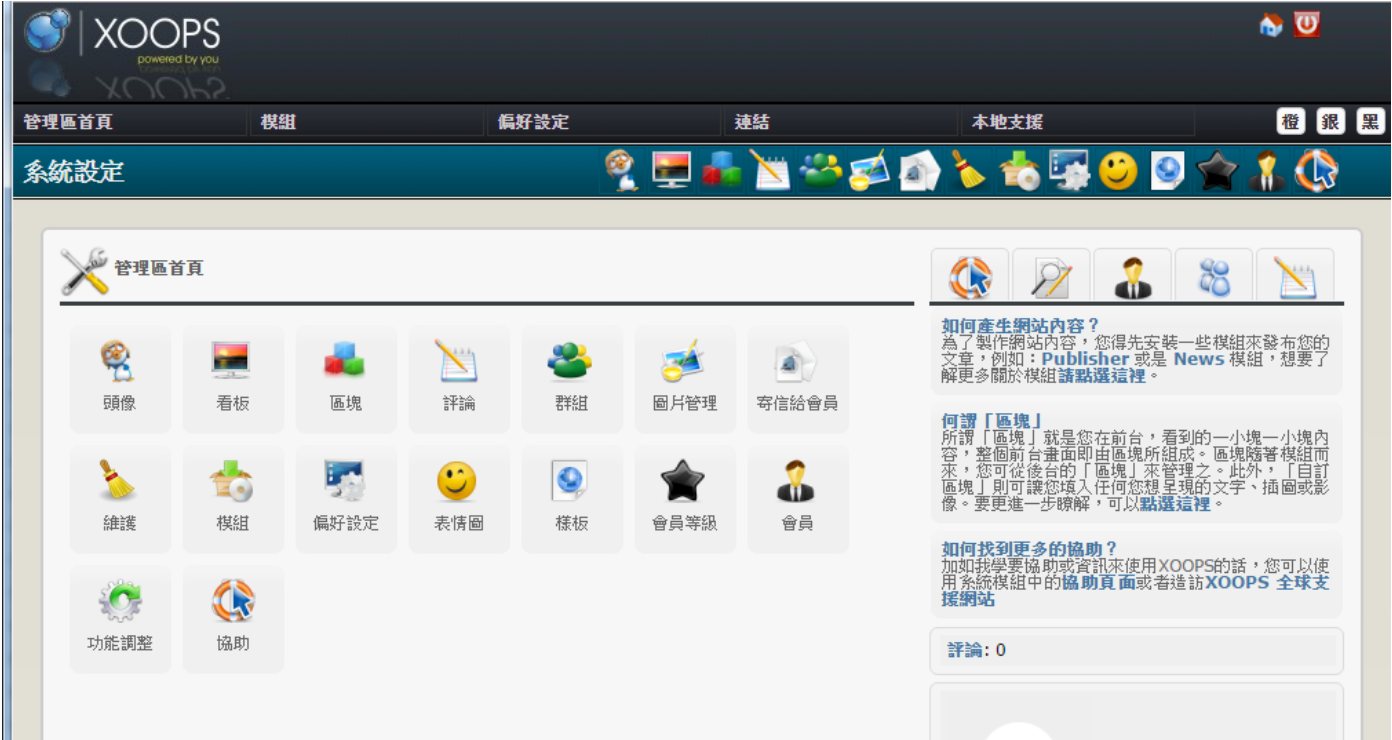 XOOPS
powered by you
管理區首頁
模組
偏好設定
連結
本地支援
橙
銀
黑
系統設定
管理區首頁
頭像
看板
區塊
評論
群組
圖片管理
寄信給會員
維護
模組
偏好設定
表情圖
樣板
會員等級
會員
功能調整
協助
如何產生網站內容？
為了製作網站內容，您得先安裝一些模組來發布您的
文章，例如：Publisher 或是 News 模組，想要了
解更多關於模組請點選這裡。
何謂「區塊」
所謂「區塊」就是您在前台，看到的一小塊一小塊內
容，整個前台畫面即由區塊所組成。區塊隨著模組而
來，您可從後台的「區塊」來管理之。此外，「自訂
區塊」則可讓您填入任何您想呈現的文字、插圖或影
像。要更進一步瞭解，可以點選這裡。
如何找到更多的協助？
加如我學要協助或資訊來使用XOOPS的話，您可以使
用系統模組中的協助頁面或者造訪XOOPS 全球支
援網站
評論: 0